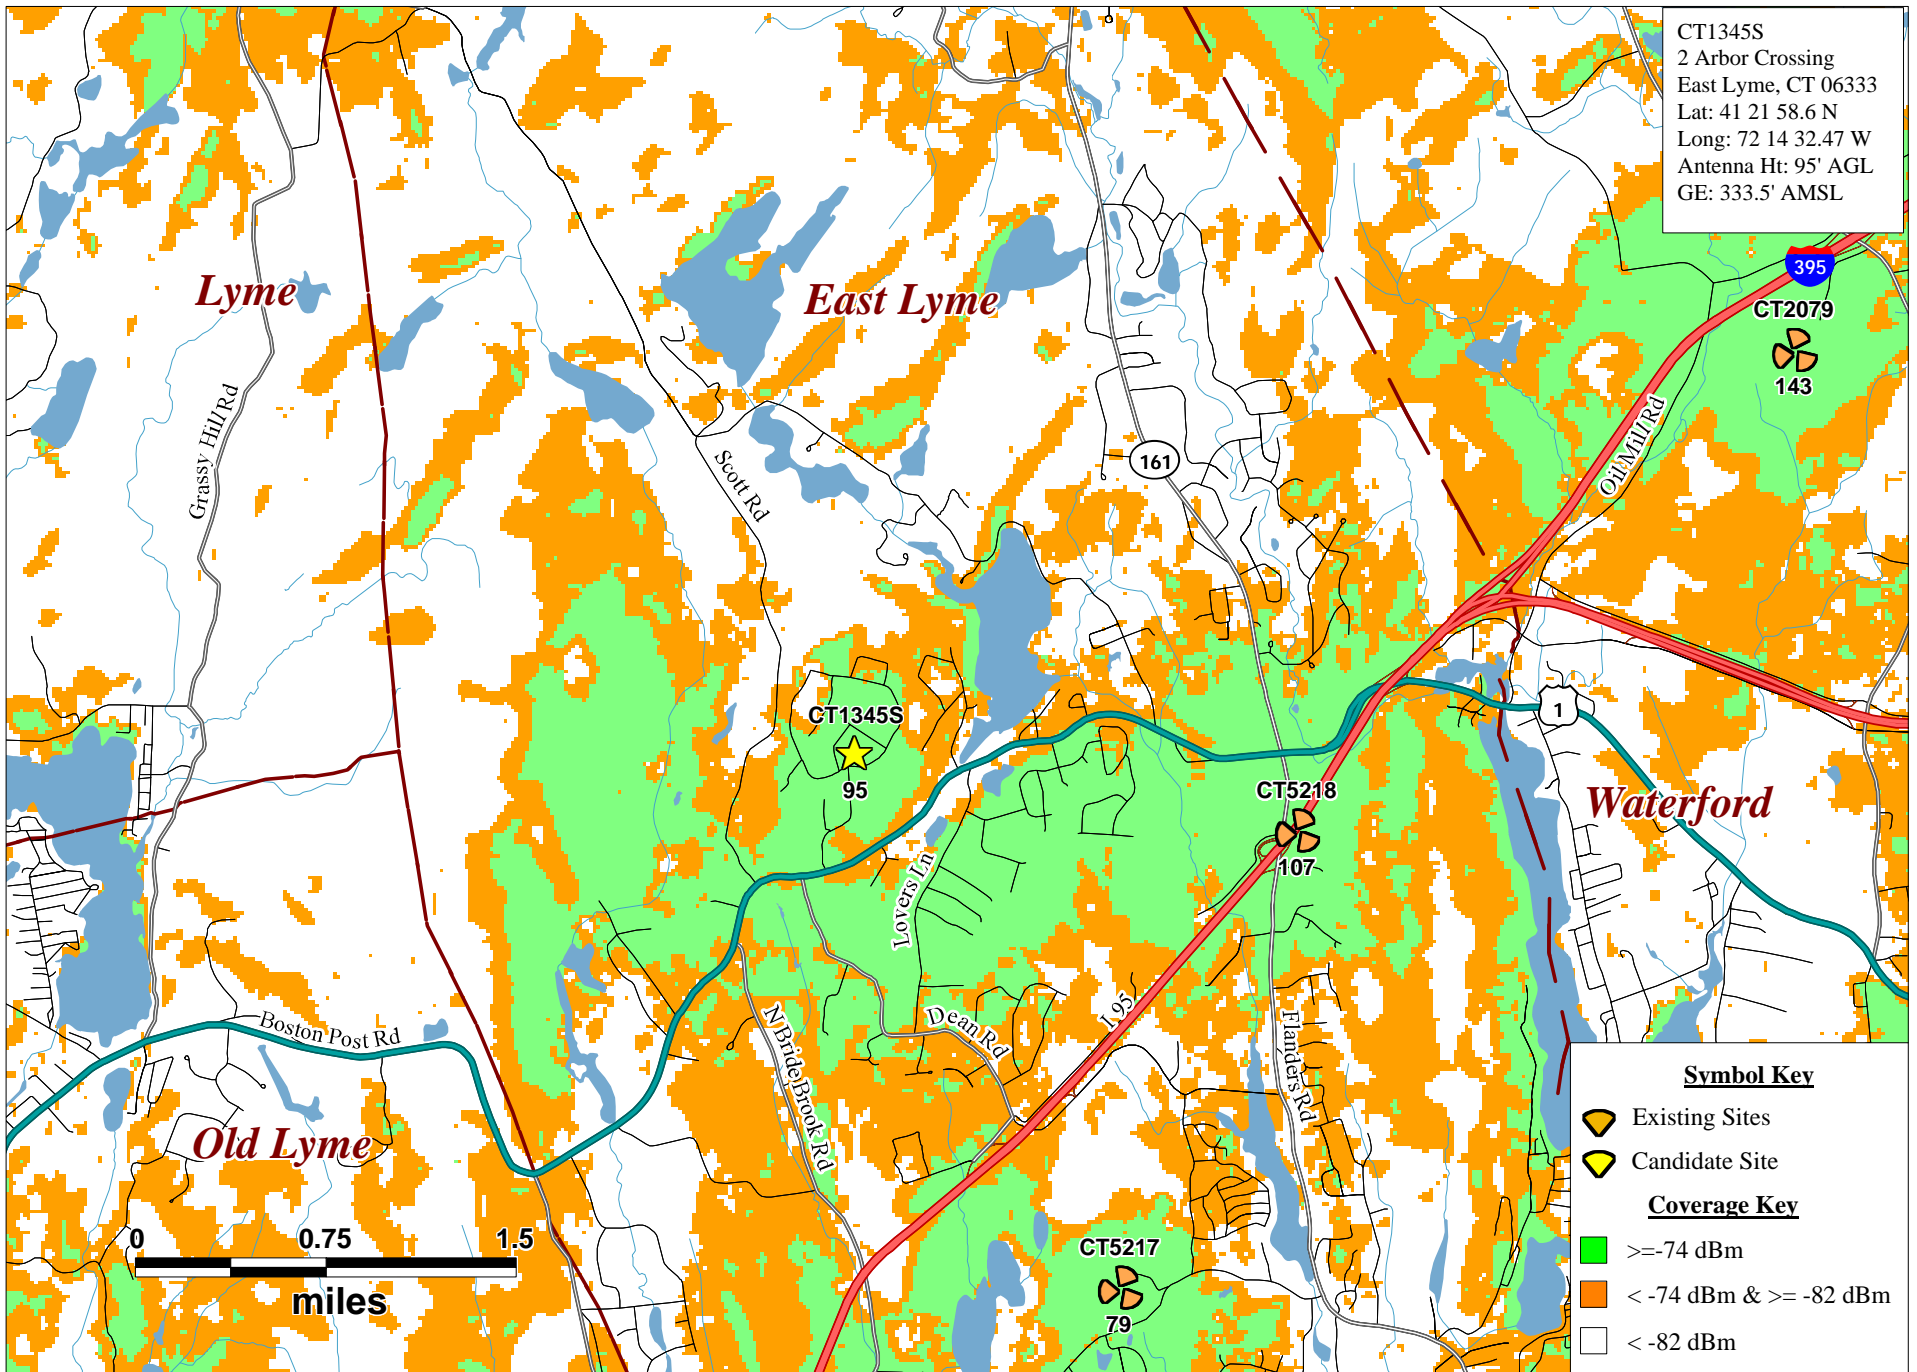 CT1345S
2 Arbor Crossing
East Lyme, CT 06333
Lat: 41 21 58.6 N
Long: 72 14 32.47 W
Antenna Ht: 95' AGL
GE: 333.5' AMSL
395
CT2079
143
Lyme
East Lyme
Grassy Hill Rd
Scott Rd
161
Oil Mill Rd
CT1345S
95
1
CT5218
107
Waterford
Lovers Ln
Boston Post Rd
N Bride Brook Rd
Dean Rd
I 95
Flanders Rd
Old Lyme
0 0.75 1.5
miles
CT5217
79
Symbol Key
Existing Sites
Candidate Site
Coverage Key
>=-74 dBm
< -74 dBm & >= -82 dBm
< -82 dBm